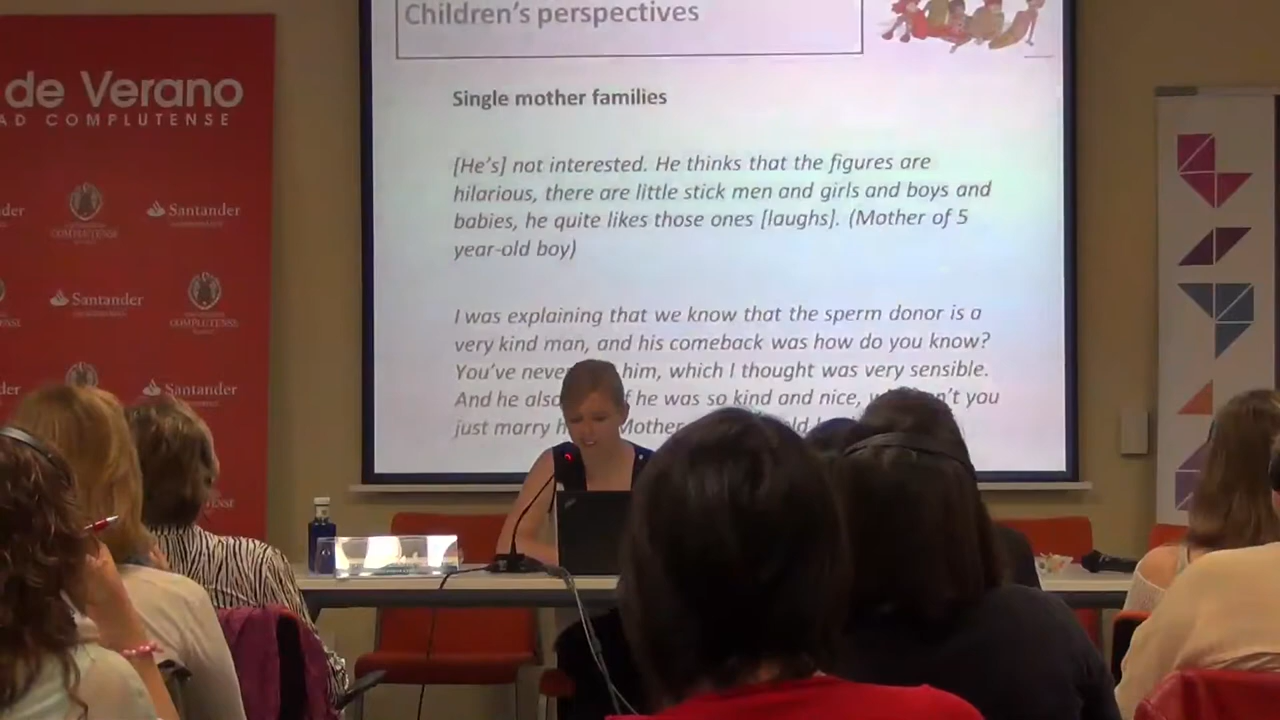 Children's perspectives
Single mother families
[He's] not interested. He thinks that the figures are
hilarious, there are little stick men and girls and boys and
babies, he quite likes those ones [laughs]. (Mother of 5
year-old boy)
I was explaining that we know that the sperm donor is a
very kind man, and his comeback was how do you know?
You've never him, which I thought was very sensible.
And he also f he was so kind and nice, n't you
just marry h Mother
de Verano
AD COMPLUTENSE
der
COMPLUTENSE
Santander
Santander
COMPLUTENSE
der
Santander